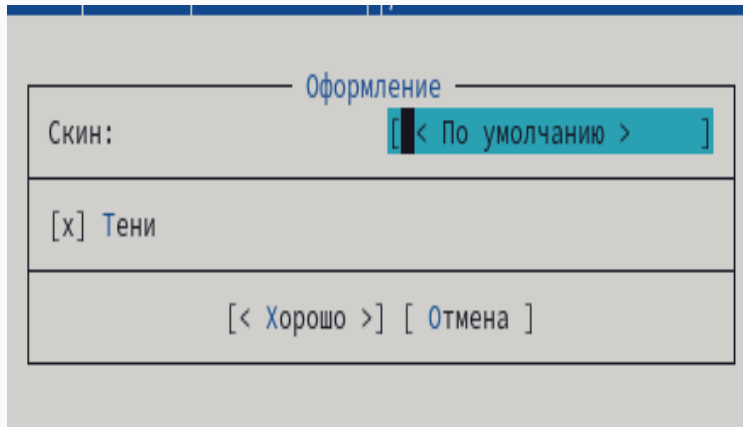 Оформление
Скин: [ < По умолчанию > ]
[x] Тени
[< Хорошо >] [ Отмена ]